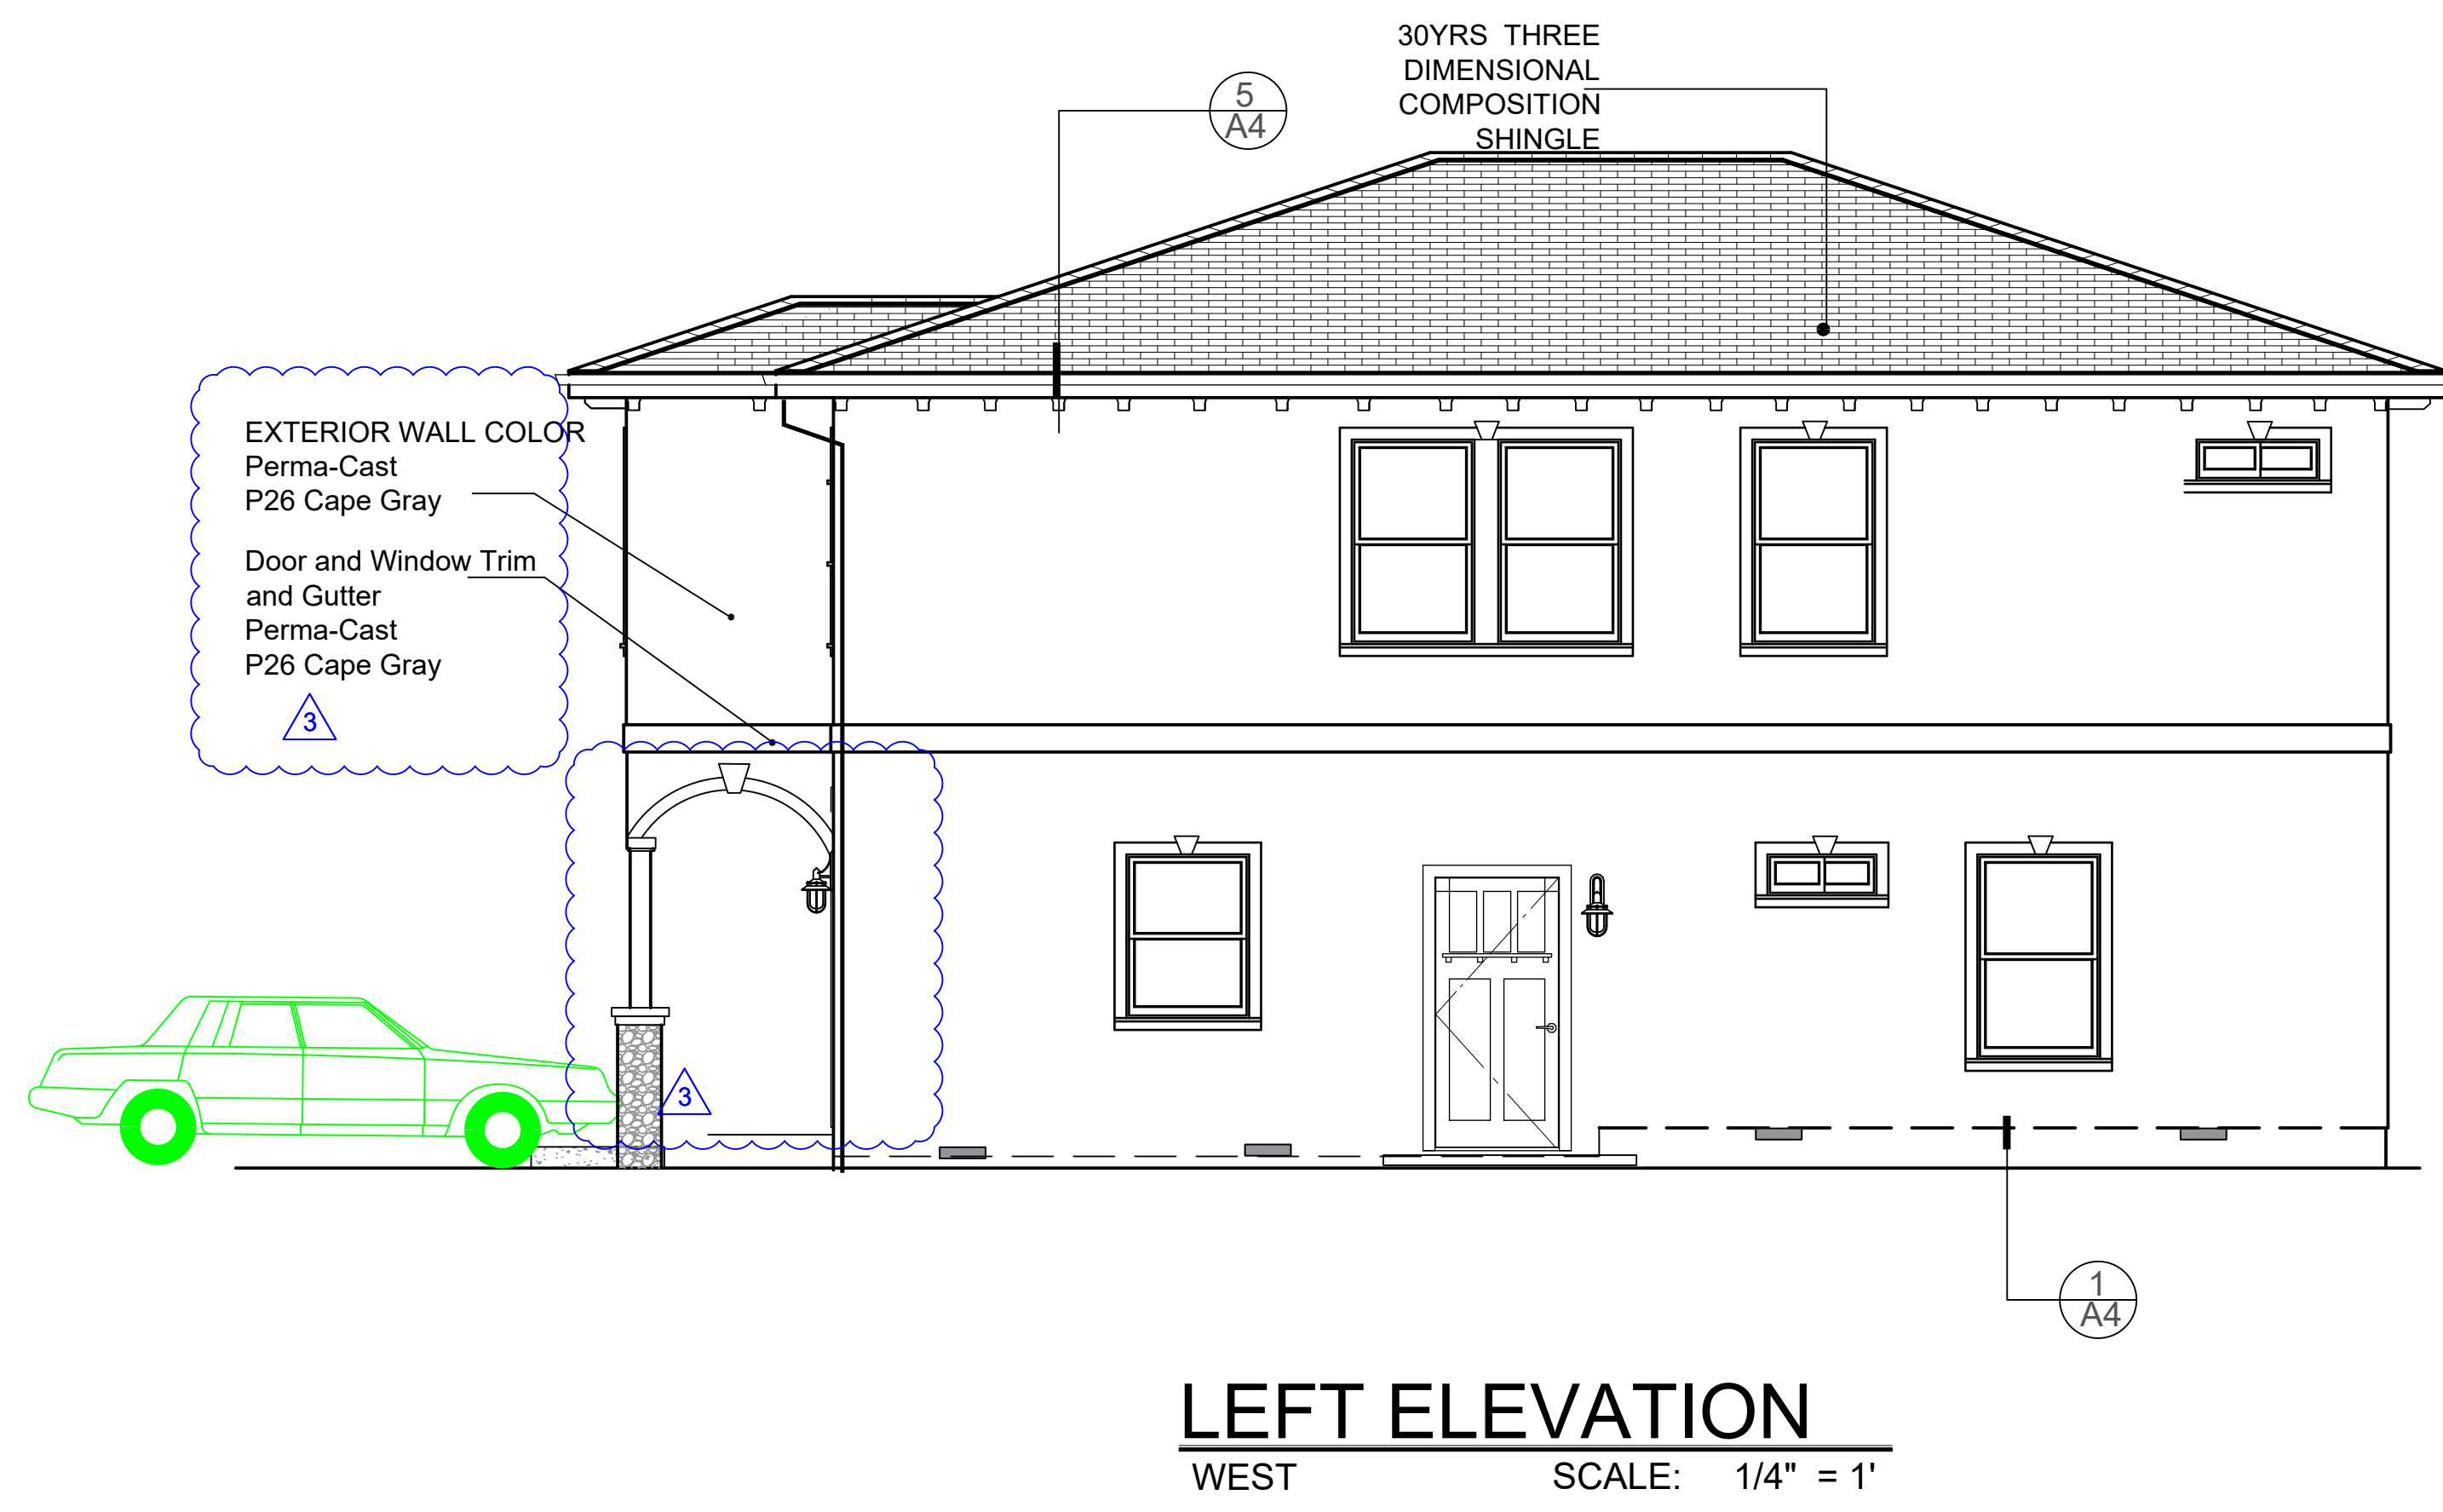 30YRS  THREE
DIMENSIONAL
COMPOSITION
SHINGLE
5
A4
EXTERIOR WALL COLOR
Perma-Cast
P26 Cape Gray
Door and Window Trim
and Gutter
Perma-Cast
P26 Cape Gray
3
3
1
A4
LEFT ELEVATION
WEST SCALE: 1/4" = 1'